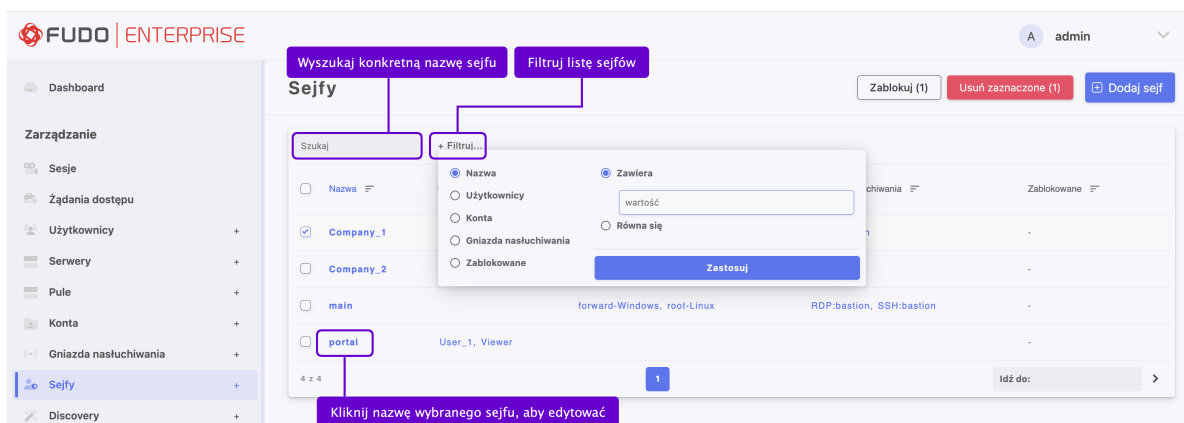 FUDO ENTERPRISE
A admin
Wyszukaj konkretną nazwę sejfu
Filtruj listę sejfów
Dashboard
Sejfy
Zablokuj (1)
Usuń zaznaczone (1)
Dodaj sejf
Zarządzanie
Szukaj
+ Filtruj...
Sesje
Nazwa
Zawiera
Żądania dostępu
Nazwa
Użytkownicy
wartość
chiwania
Zablokowane
Konta
Równa się
Użytkownicy +
Company_1
Gniazda nasłuchiwania
-
Serwery +
Company_2
Zablokowane
Zastosuj
-
Pule +
main
forward-Windows, root-Linux
RDP:bastion, SSH:bastion
-
Konta +
portal
User_1, Viewer
-
Gniazda nasłuchiwania +
4 z 4
1
Idź do:
Sejfy +
Kliknij nazwę wybranego sejfu, aby edytować
Discovery +